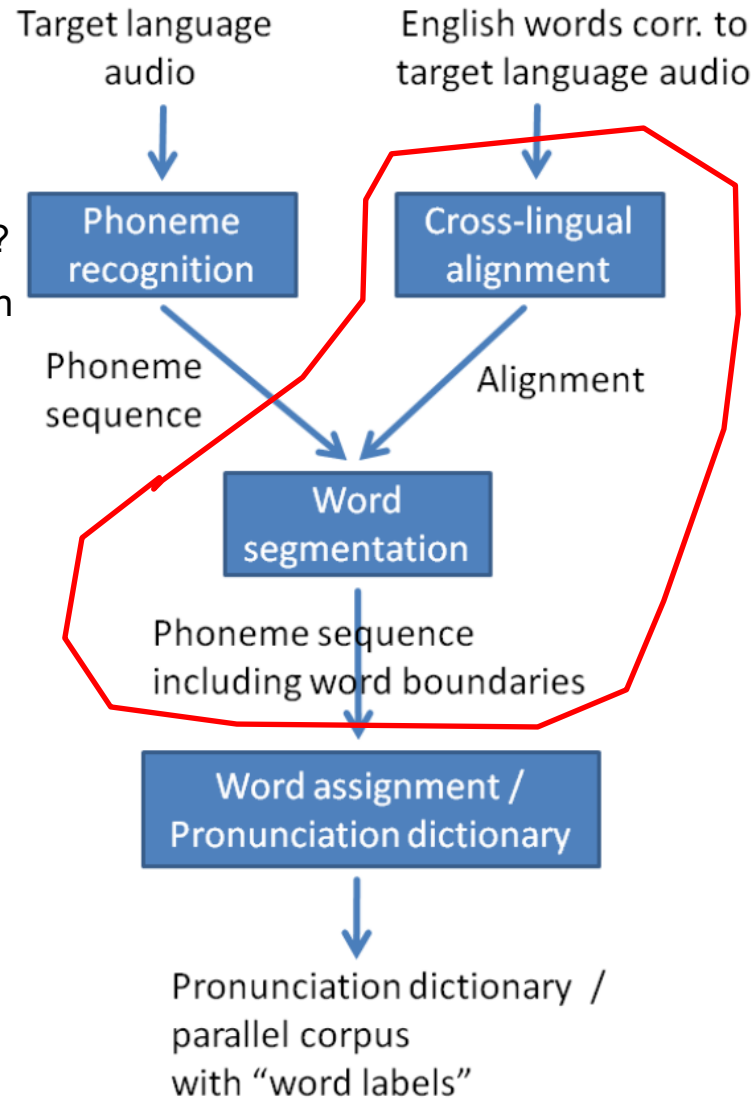 Target language
audio
English words corr. to
target language audio
?
n
Phoneme
recognition
Cross-lingual
alignment
Phoneme
sequence
Alignment
Word
segmentation
Phoneme sequence
including word boundaries
Word assignment /
Pronunciation dictionary
Pronunciation dictionary /
parallel corpus
with “word labels”